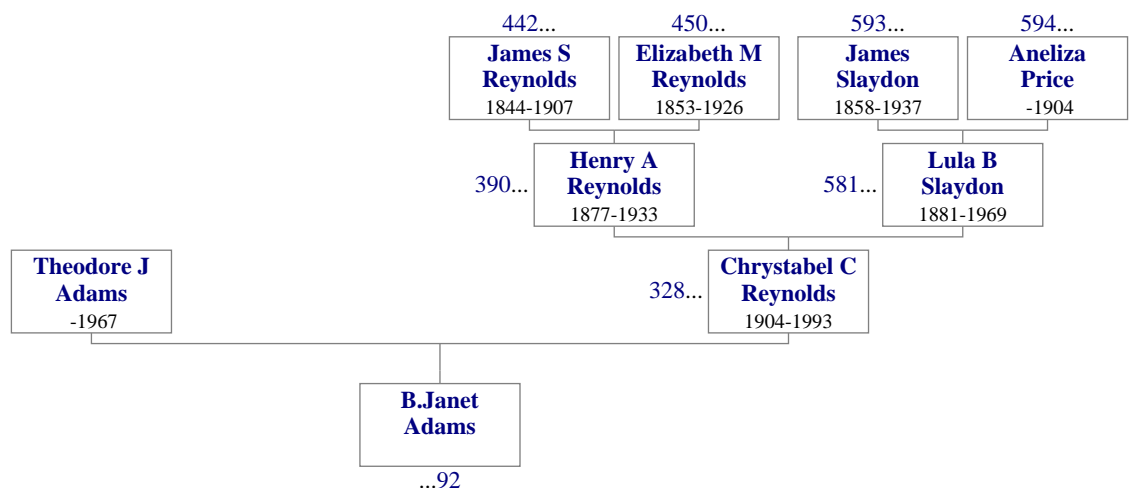 442...
450...
593...
594...
James S
Reynolds
1844-1907
Elizabeth M
Reynolds
1853-1926
James
Slaydon
1858-1937
Aneliza
Price
-1904
390...
Henry A
Reynolds
1877-1933
581...
Lula B
Slaydon
1881-1969
Theodore J
Adams
-1967
328...
Chrystabel C
Reynolds
1904-1993
B.Janet
Adams
...92